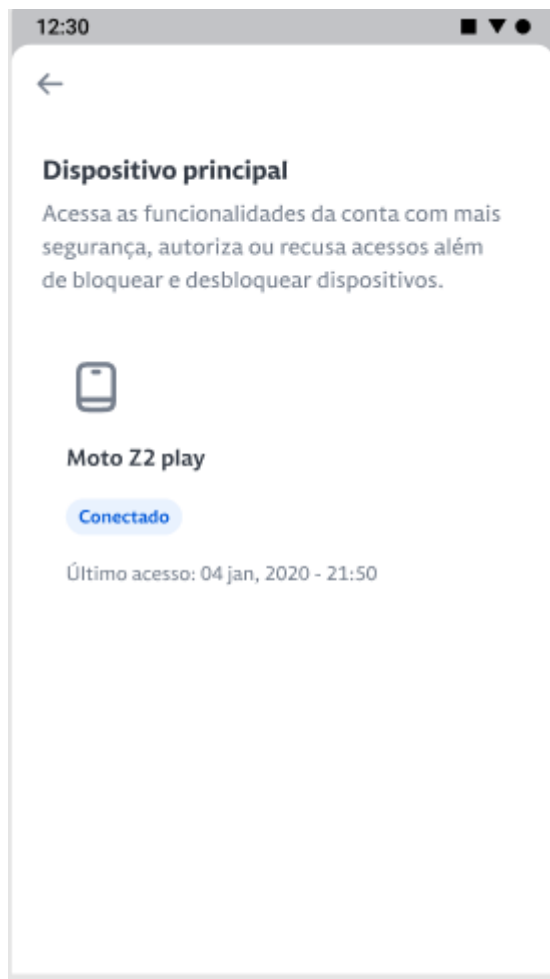 12:30
Dispositivo principal
Acessa as funcionalidades da conta com mais
segurança, autoriza ou recusa acessos além
de bloquear e desbloquear dispositivos.
Moto Z2 play
Conectado
Último acesso: 04 jan, 2020 - 21:50